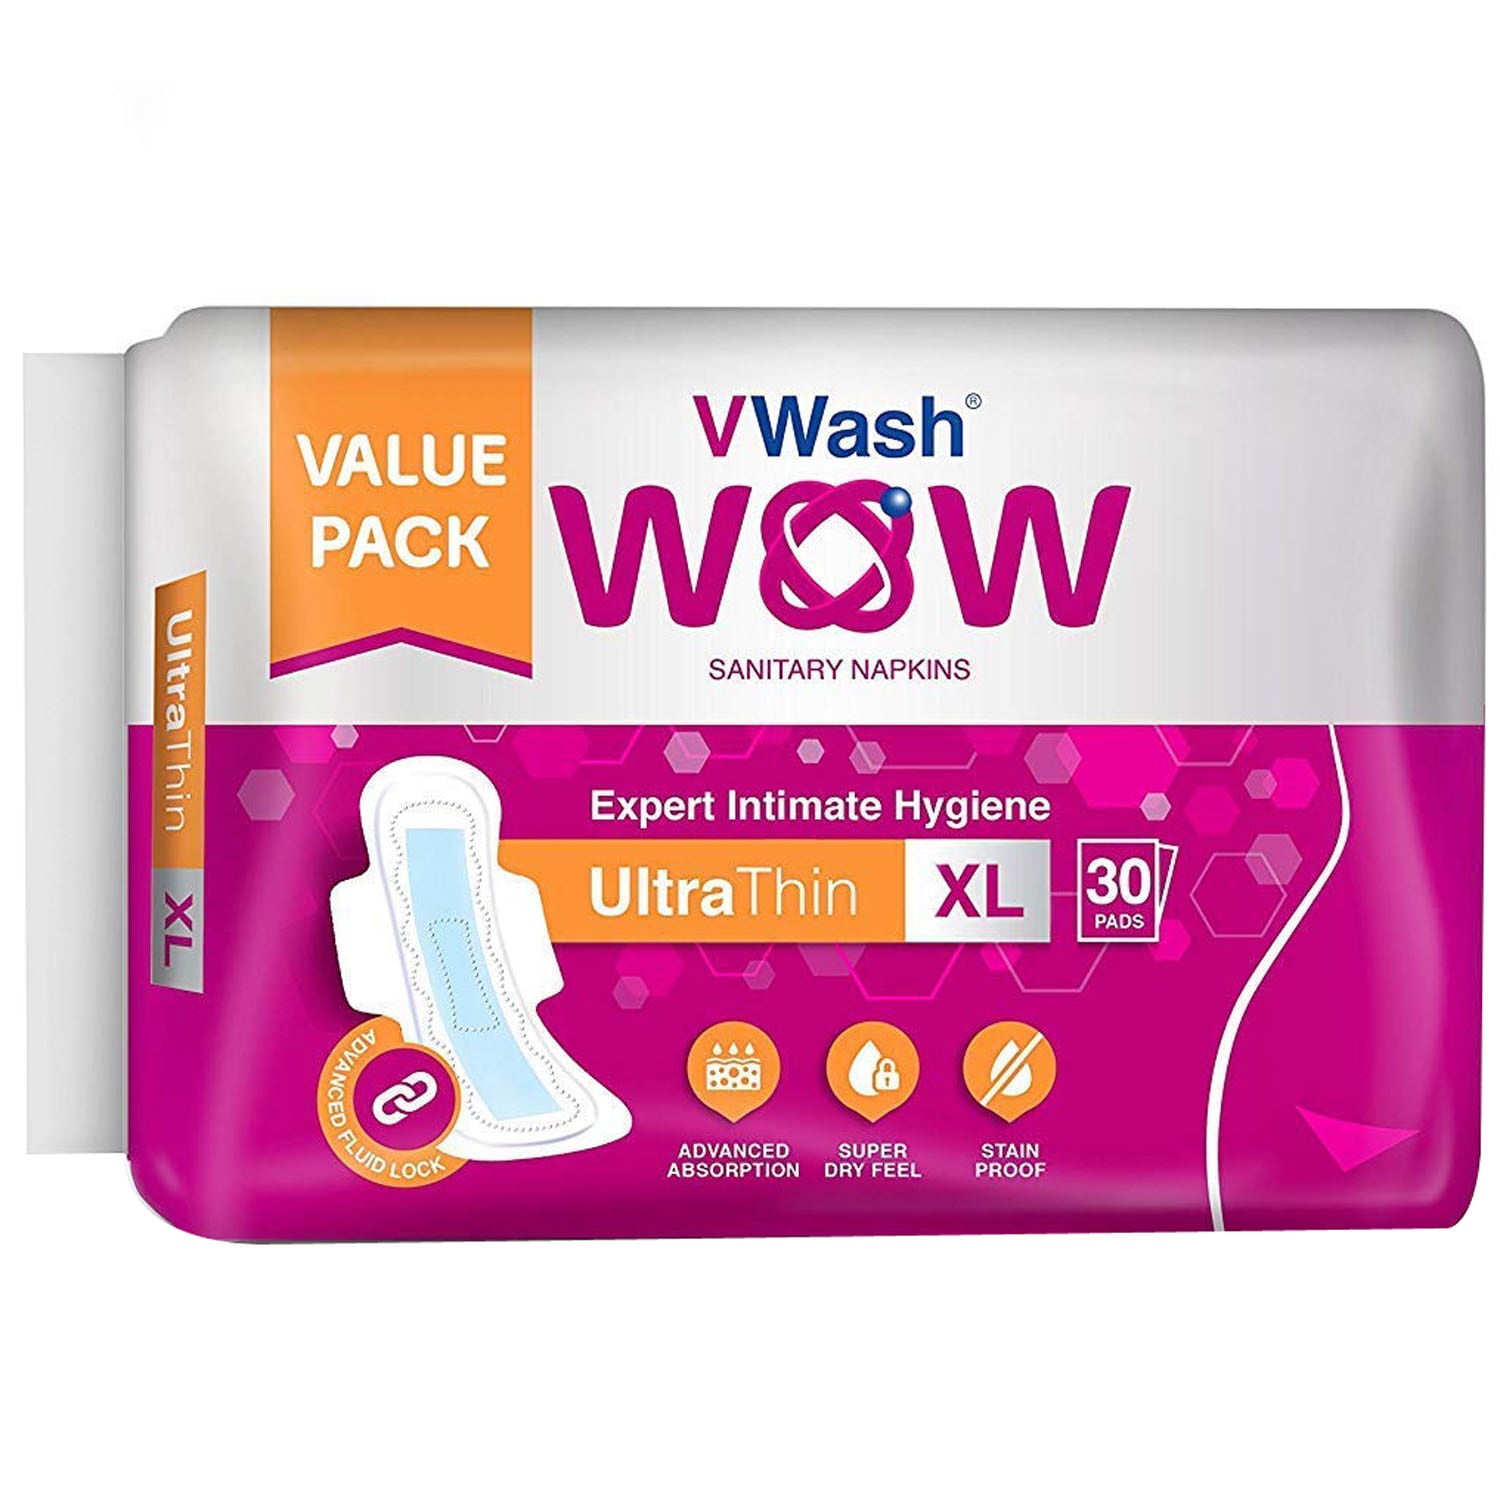 VALUE
PACK
VWash®
WOW
SANITARY NAPKINS
UltraThin
XL
Expert Intimate Hygiene
UltraThin XL
30
PADS
ADVANCED FLUID LOCK
ADVANCED
ABSORPTION
SUPER
DRY FEEL
STAIN
PROOF